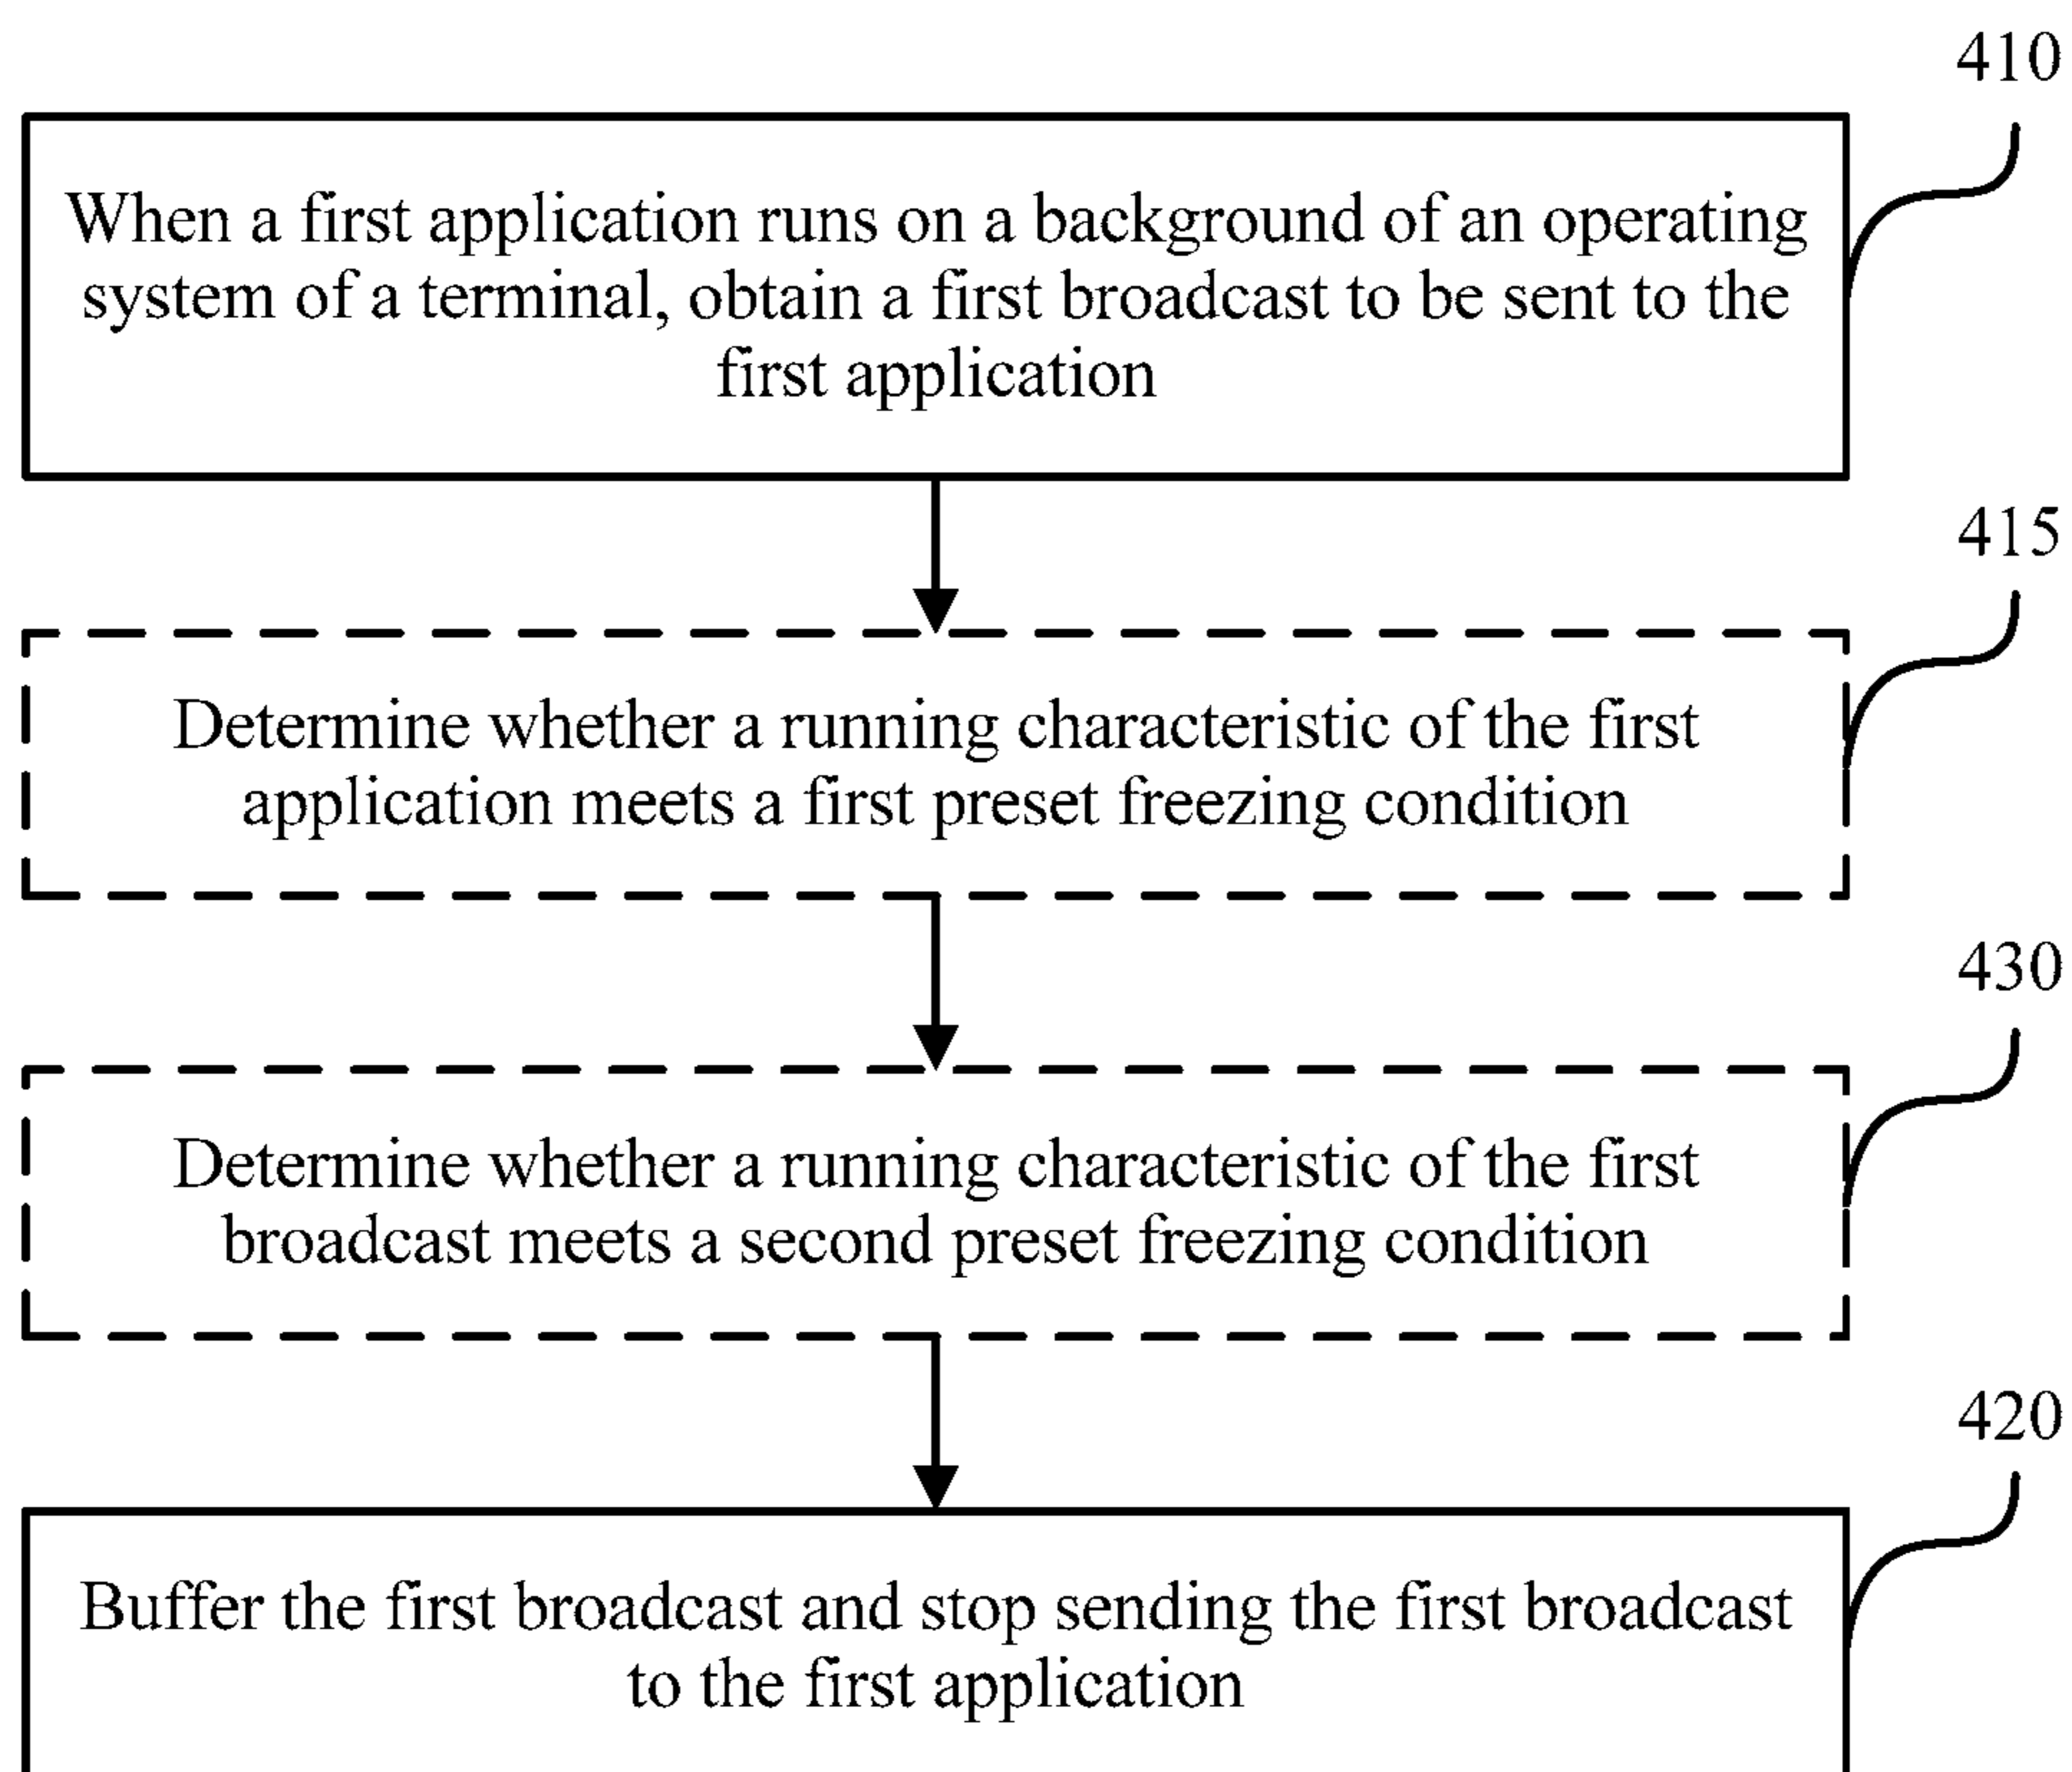 410
When a first application runs on a background of an operating
system of a terminal, obtain a first broadcast to be sent to the
first application
415
Determine whether a running characteristic of the first
application meets a first preset freezing condition
430
Determine whether a running characteristic of the first
broadcast meets a second preset freezing condition
420
Buffer the first broadcast and stop sending the first broadcast
to the first application